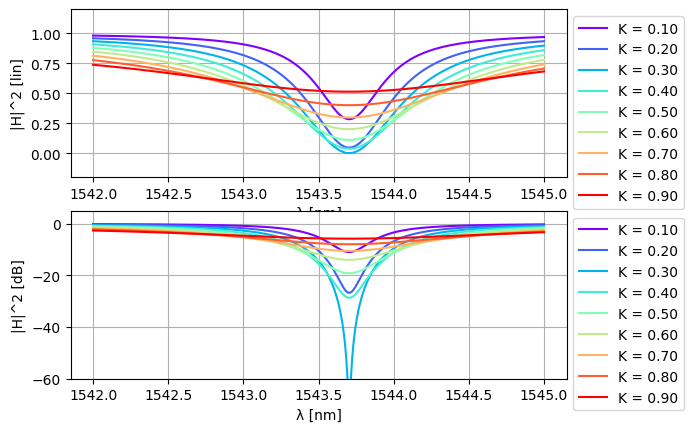 |H|^2 [lin]
1.00
0.75
0.50
0.25
0.00
1542.0 1542.5 1543.0 1543.5 1544.0 1544.5 1545.0
λ [nm]
K = 0.10
K = 0.20
K = 0.30
K = 0.40
K = 0.50
K = 0.60
K = 0.70
K = 0.80
K = 0.90
|H|^2 [dB]
0
−20
−40
−60
1542.0 1542.5 1543.0 1543.5 1544.0 1544.5 1545.0
λ [nm]
K = 0.10
K = 0.20
K = 0.30
K = 0.40
K = 0.50
K = 0.60
K = 0.70
K = 0.80
K = 0.90